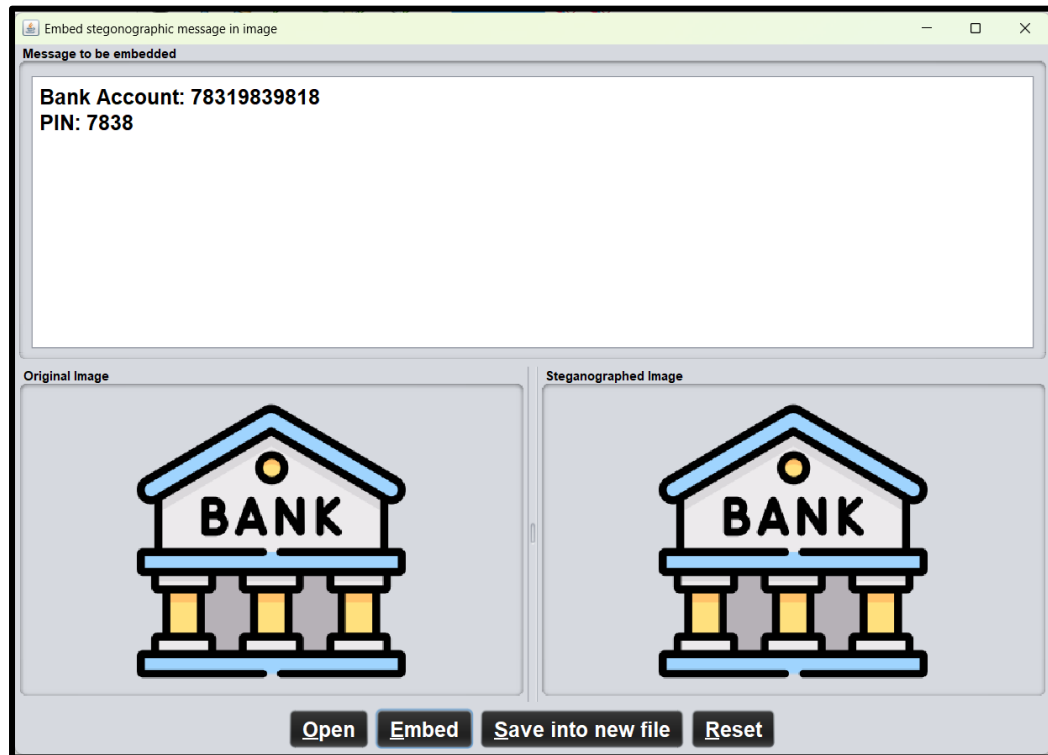 Embed stegonographic message in image
Message to be embedded
Bank Account: 78319839818
PIN: 7838
Original Image
Steganographed Image
BANK
BANK
Open Embed Save into new file Reset